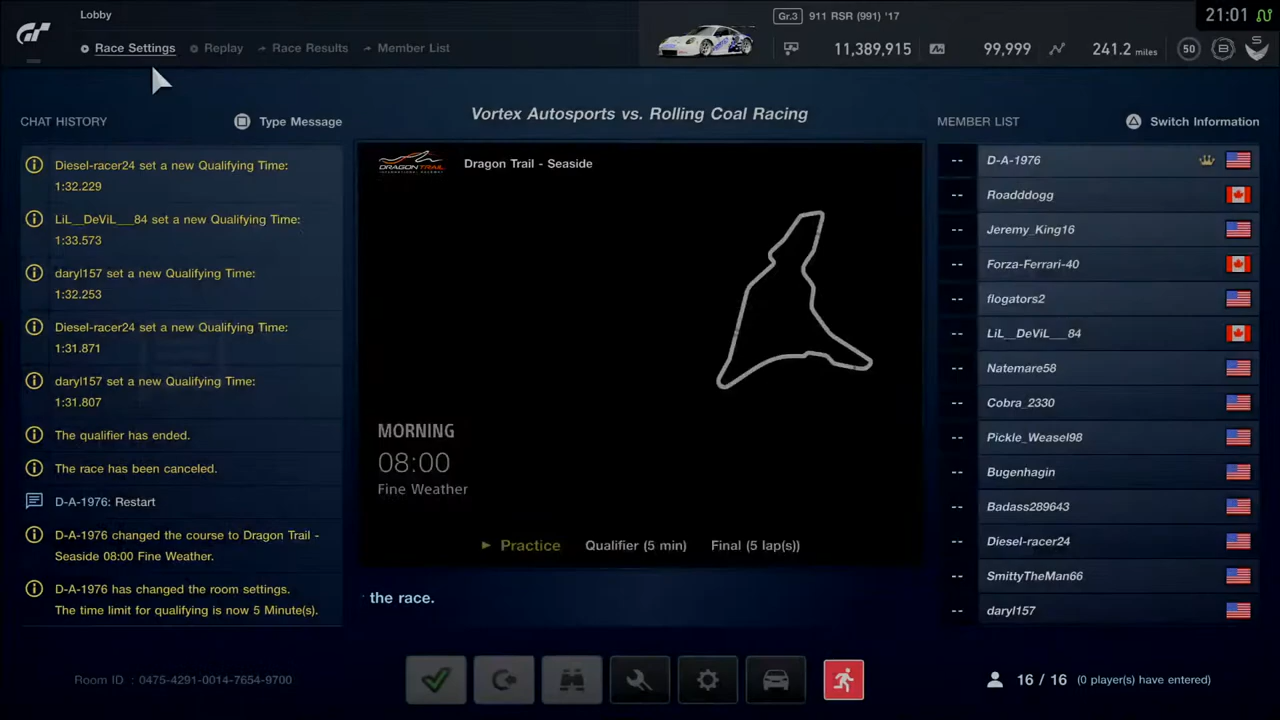 Lobby
Race Settings
Replay
Race Results
Member List
Gr.3
911 RSR (991) '17
11,389,915
99,999
241.2 miles
50
B
S
21:01
CHAT HISTORY
Type Message
Diesel-racer24 set a new Qualifying Time:
1:32.229
LiL__DeViL___84 set a new Qualifying Time:
1:33.573
daryl157 set a new Qualifying Time:
1:32.253
Diesel-racer24 set a new Qualifying Time:
1:31.871
daryl157 set a new Qualifying Time:
1:31.807
The qualifier has ended.
The race has been canceled.
D-A-1976: Restart
D-A-1976 changed the course to Dragon Trail -
Seaside 08:00 Fine Weather.
D-A-1976 has changed the room settings.
The time limit for qualifying is now 5 Minute(s).
Vortex Autosports vs. Rolling Coal Racing
DRAGON TRAIL
Dragon Trail - Seaside
MORNING
08:00
Fine Weather
Practice
Qualifier (5 min)
Final (5 lap(s))
the race.
MEMBER LIST
Switch Information
-- D-A-1976
-- Roadddogg
-- Jeremy_King16
-- Forza-Ferrari-40
-- flogators2
-- LiL__DeViL___84
-- Natemare58
-- Cobra_2330
-- Pickle_Weasel98
-- Bugenhagin
-- Badass289643
-- Diesel-racer24
-- SmittyTheMan66
-- daryl157
Room ID : 0475-4291-0014-7654-9700
16 / 16 (0 player(s) have entered)